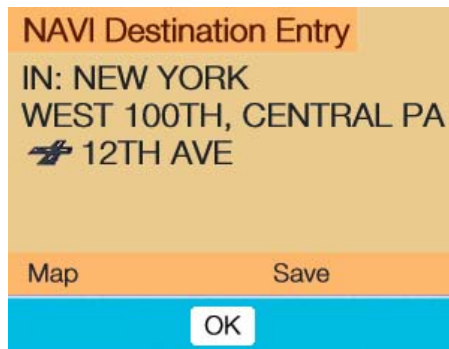 NAVI Destination Entry
IN: NEW YORK
WEST 100TH, CENTRAL PA
12TH AVE
Map Save
OK